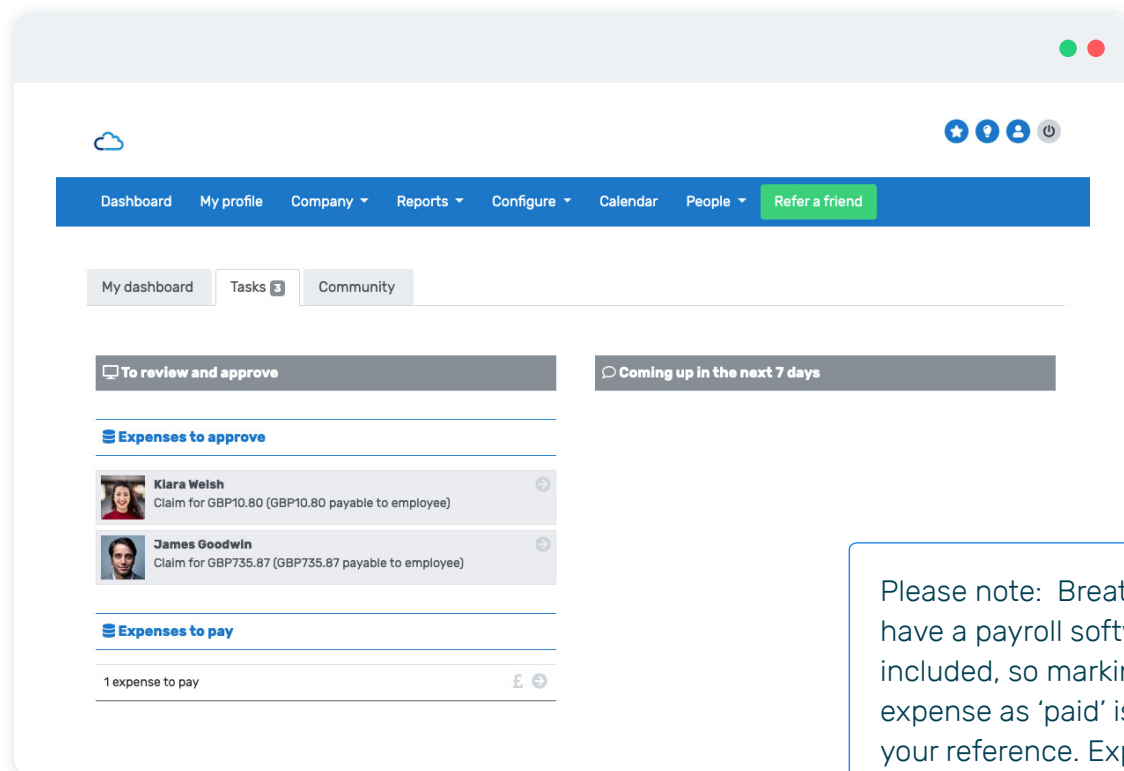 Dashboard My profile Company Reports Configure Calendar People Refer a friend
My dashboard Tasks 3 Community
To review and approve
Coming up in the next 7 days
Expenses to approve
Kiara Welsh
Claim for GBP10.80 (GBP10.80 payable to employee)
James Goodwin
Claim for GBP735.87 (GBP735.87 payable to employee)
Expenses to pay
1 expense to pay £
Please note:
have a payroll
included, so
expense as ‘paid’
your reference.